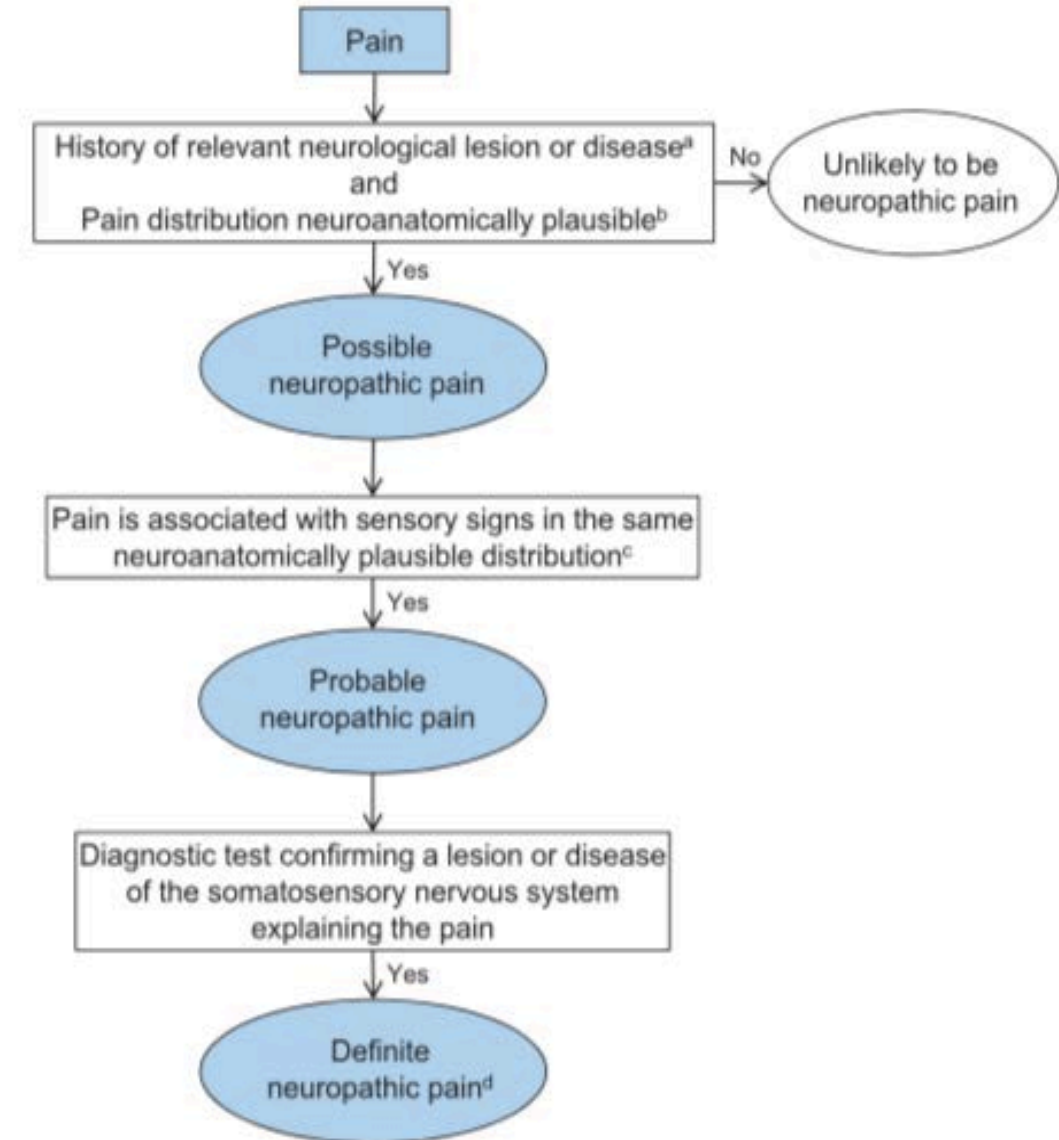 Pain
History of relevant neurological lesion or diseaseᵃ
and
Pain distribution neuroanatomically plausibleᵇ
No
Unlikely to be
neuropathic pain
Yes
Possible
neuropathic pain
Pain is associated with sensory signs in the same
neuroanatomically plausible distributionᶜ
Yes
Probable
neuropathic pain
Diagnostic test confirming a lesion or disease
of the somatosensory nervous system
explaining the pain
Yes
Definite
neuropathic painᵈ